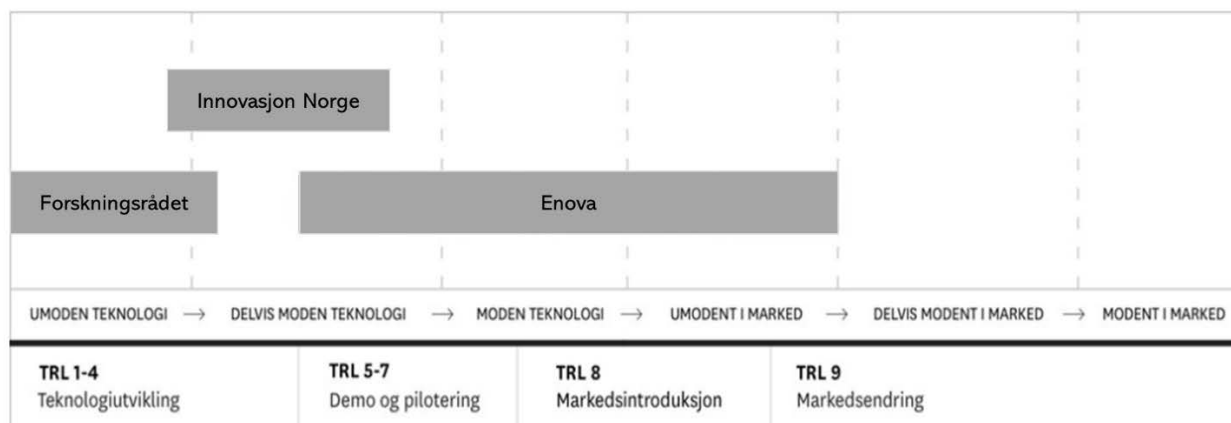 Innovasjon Norge
Forskningsrådet
Enova
UMODEN TEKNOLOGI → DELVIS MODEN TEKNOLOGI → MODEN TEKNOLOGI → UMODENT I MARKED → DELVIS MODENT I MARKED → MODENT I MARKED
TRL 1-4
Teknologiutvikling
TRL 5-7
Demo og pilotering
TRL 8
Markedsintroduksjon
TRL 9
Markedsendring